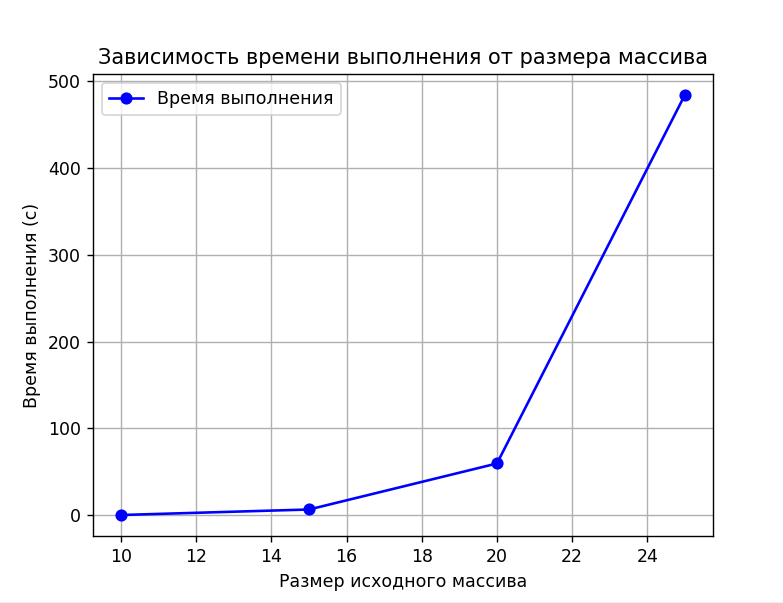 Зависимость времени выполнения от размера массива
Время выполнения
500
400
300
200
100
0
Время выполнения (с)
10 12 14 16 18 20 22 24
Размер исходного массива